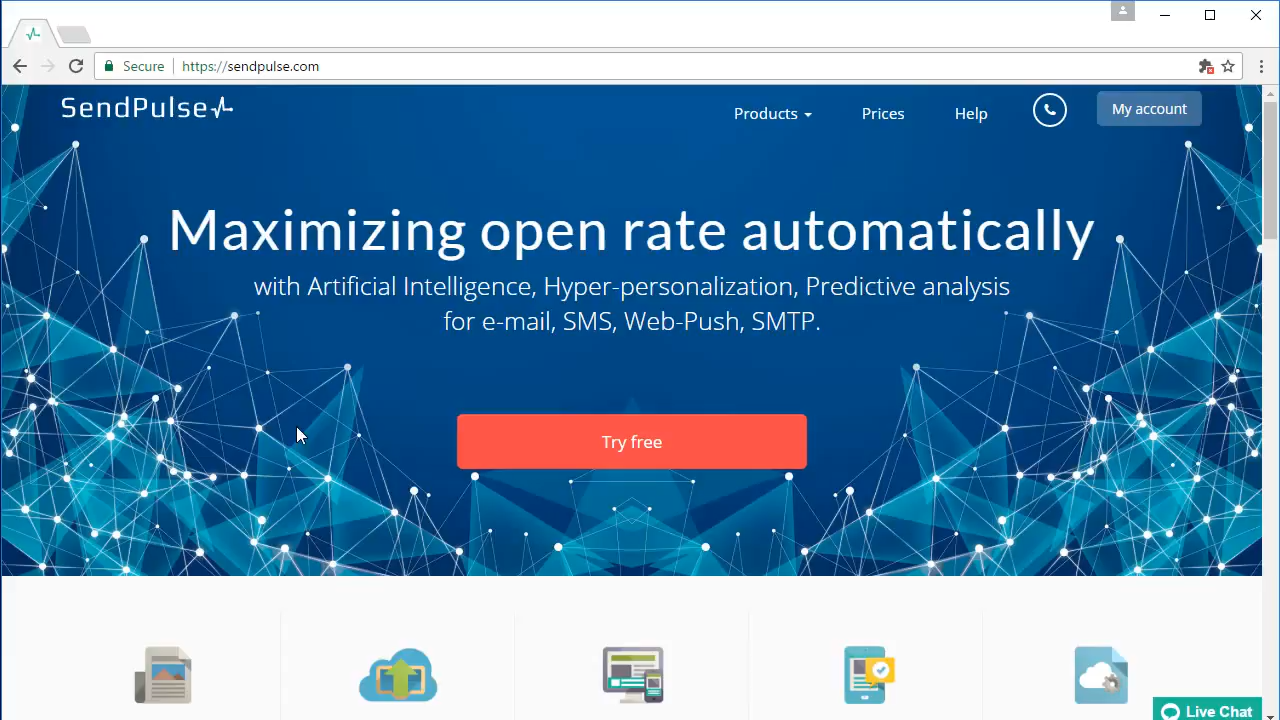 Secure https://sendpulse.com
SendPulse
Products Prices Help My account
Maximizing open rate automatically
with Artificial Intelligence, Hyper-personalization, Predictive analysis
for e-mail, SMS, Web-Push, SMTP.
Try free
Live Chat